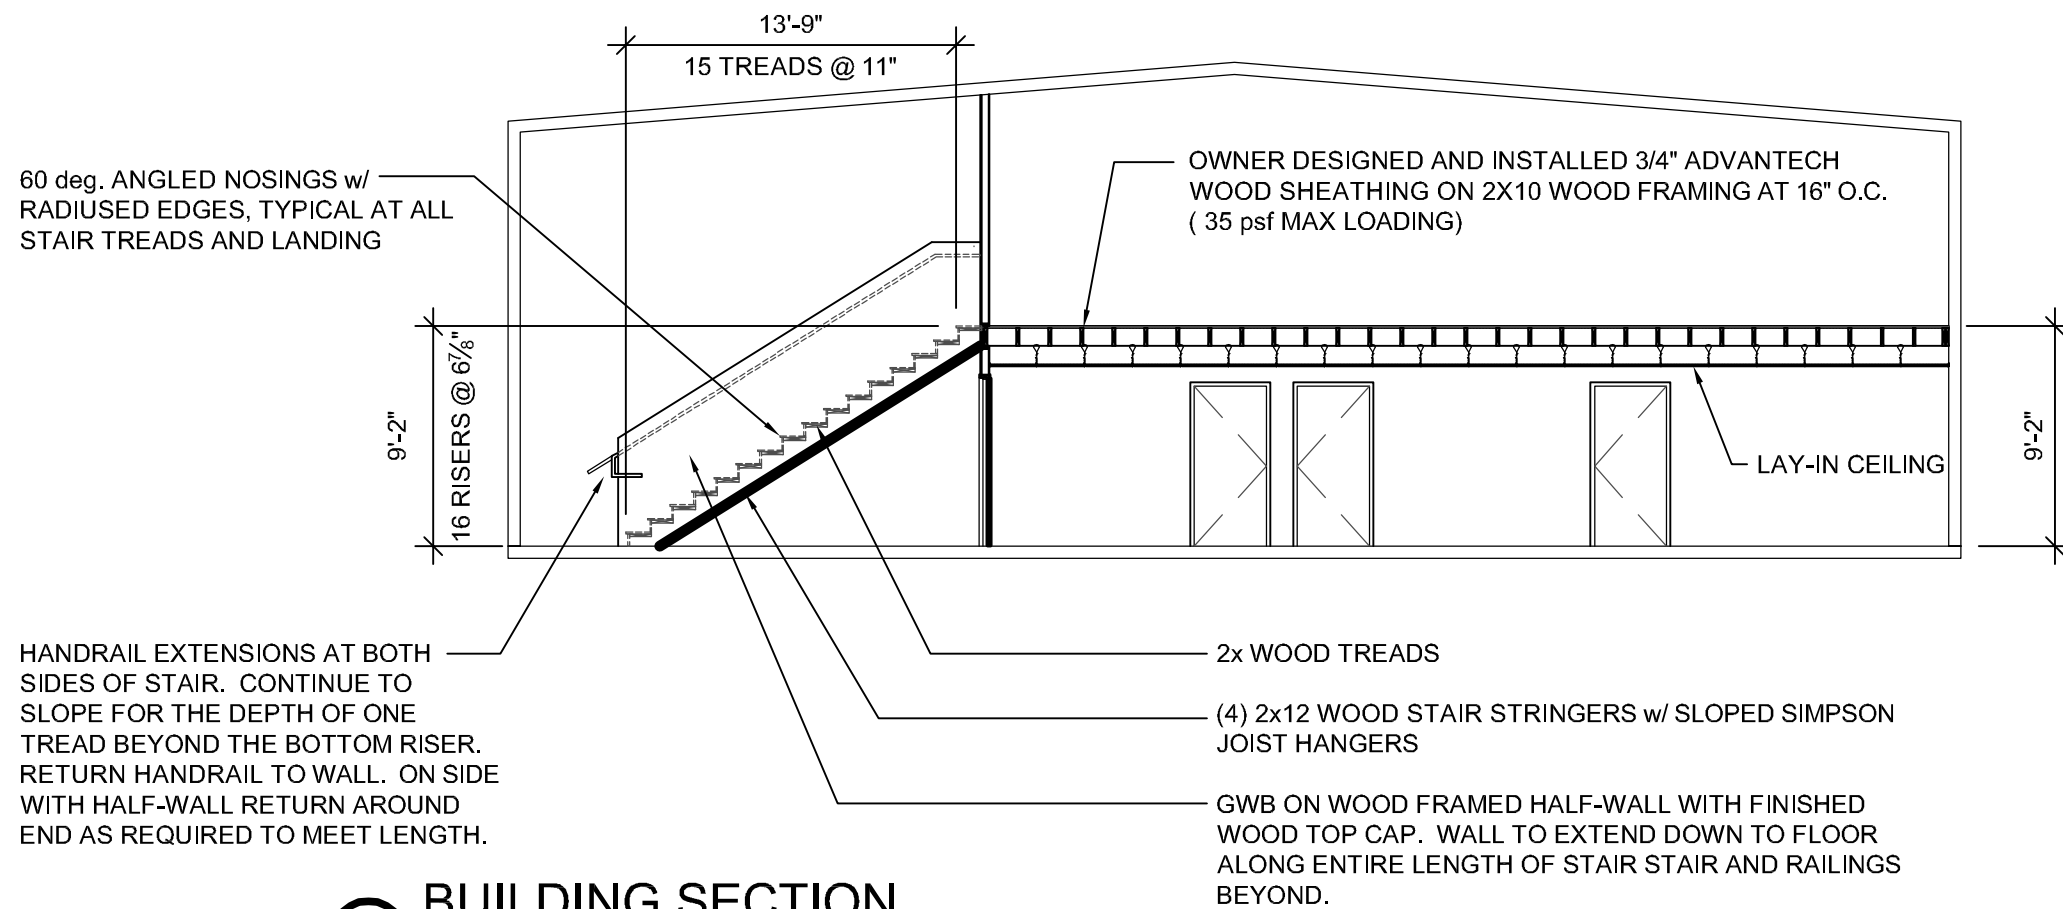 13'-9"
15 TREADS @ 11"
60 deg. ANGLED NOSINGS w/
RADIUSED EDGES, TYPICAL AT ALL
STAIR TREADS AND LANDING
OWNER DESIGNED AND INSTALLED 3/4" ADVANTECH
WOOD SHEATHING ON 2X10 WOOD FRAMING AT 16" O.C.
( 35 psf MAX LOADING)
9'-2"
16 RISERS @ 6⅞"
9'-2"
LAY-IN CEILING
HANDRAIL EXTENSIONS AT BOTH
SIDES OF STAIR. CONTINUE TO
SLOPE FOR THE DEPTH OF ONE
TREAD BEYOND THE BOTTOM RISER.
RETURN HANDRAIL TO WALL. ON SIDE
WITH HALF-WALL RETURN AROUND
END AS REQUIRED TO MEET LENGTH.
2x WOOD TREADS
(4) 2x12 WOOD STAIR STRINGERS w/ SLOPED SIMPSON
JOIST HANGERS
GWB ON WOOD FRAMED HALF-WALL WITH FINISHED
WOOD TOP CAP. WALL TO EXTEND DOWN TO FLOOR
ALONG ENTIRE LENGTH OF STAIR STAIR AND RAILINGS
BEYOND.
BUILDING SECTION